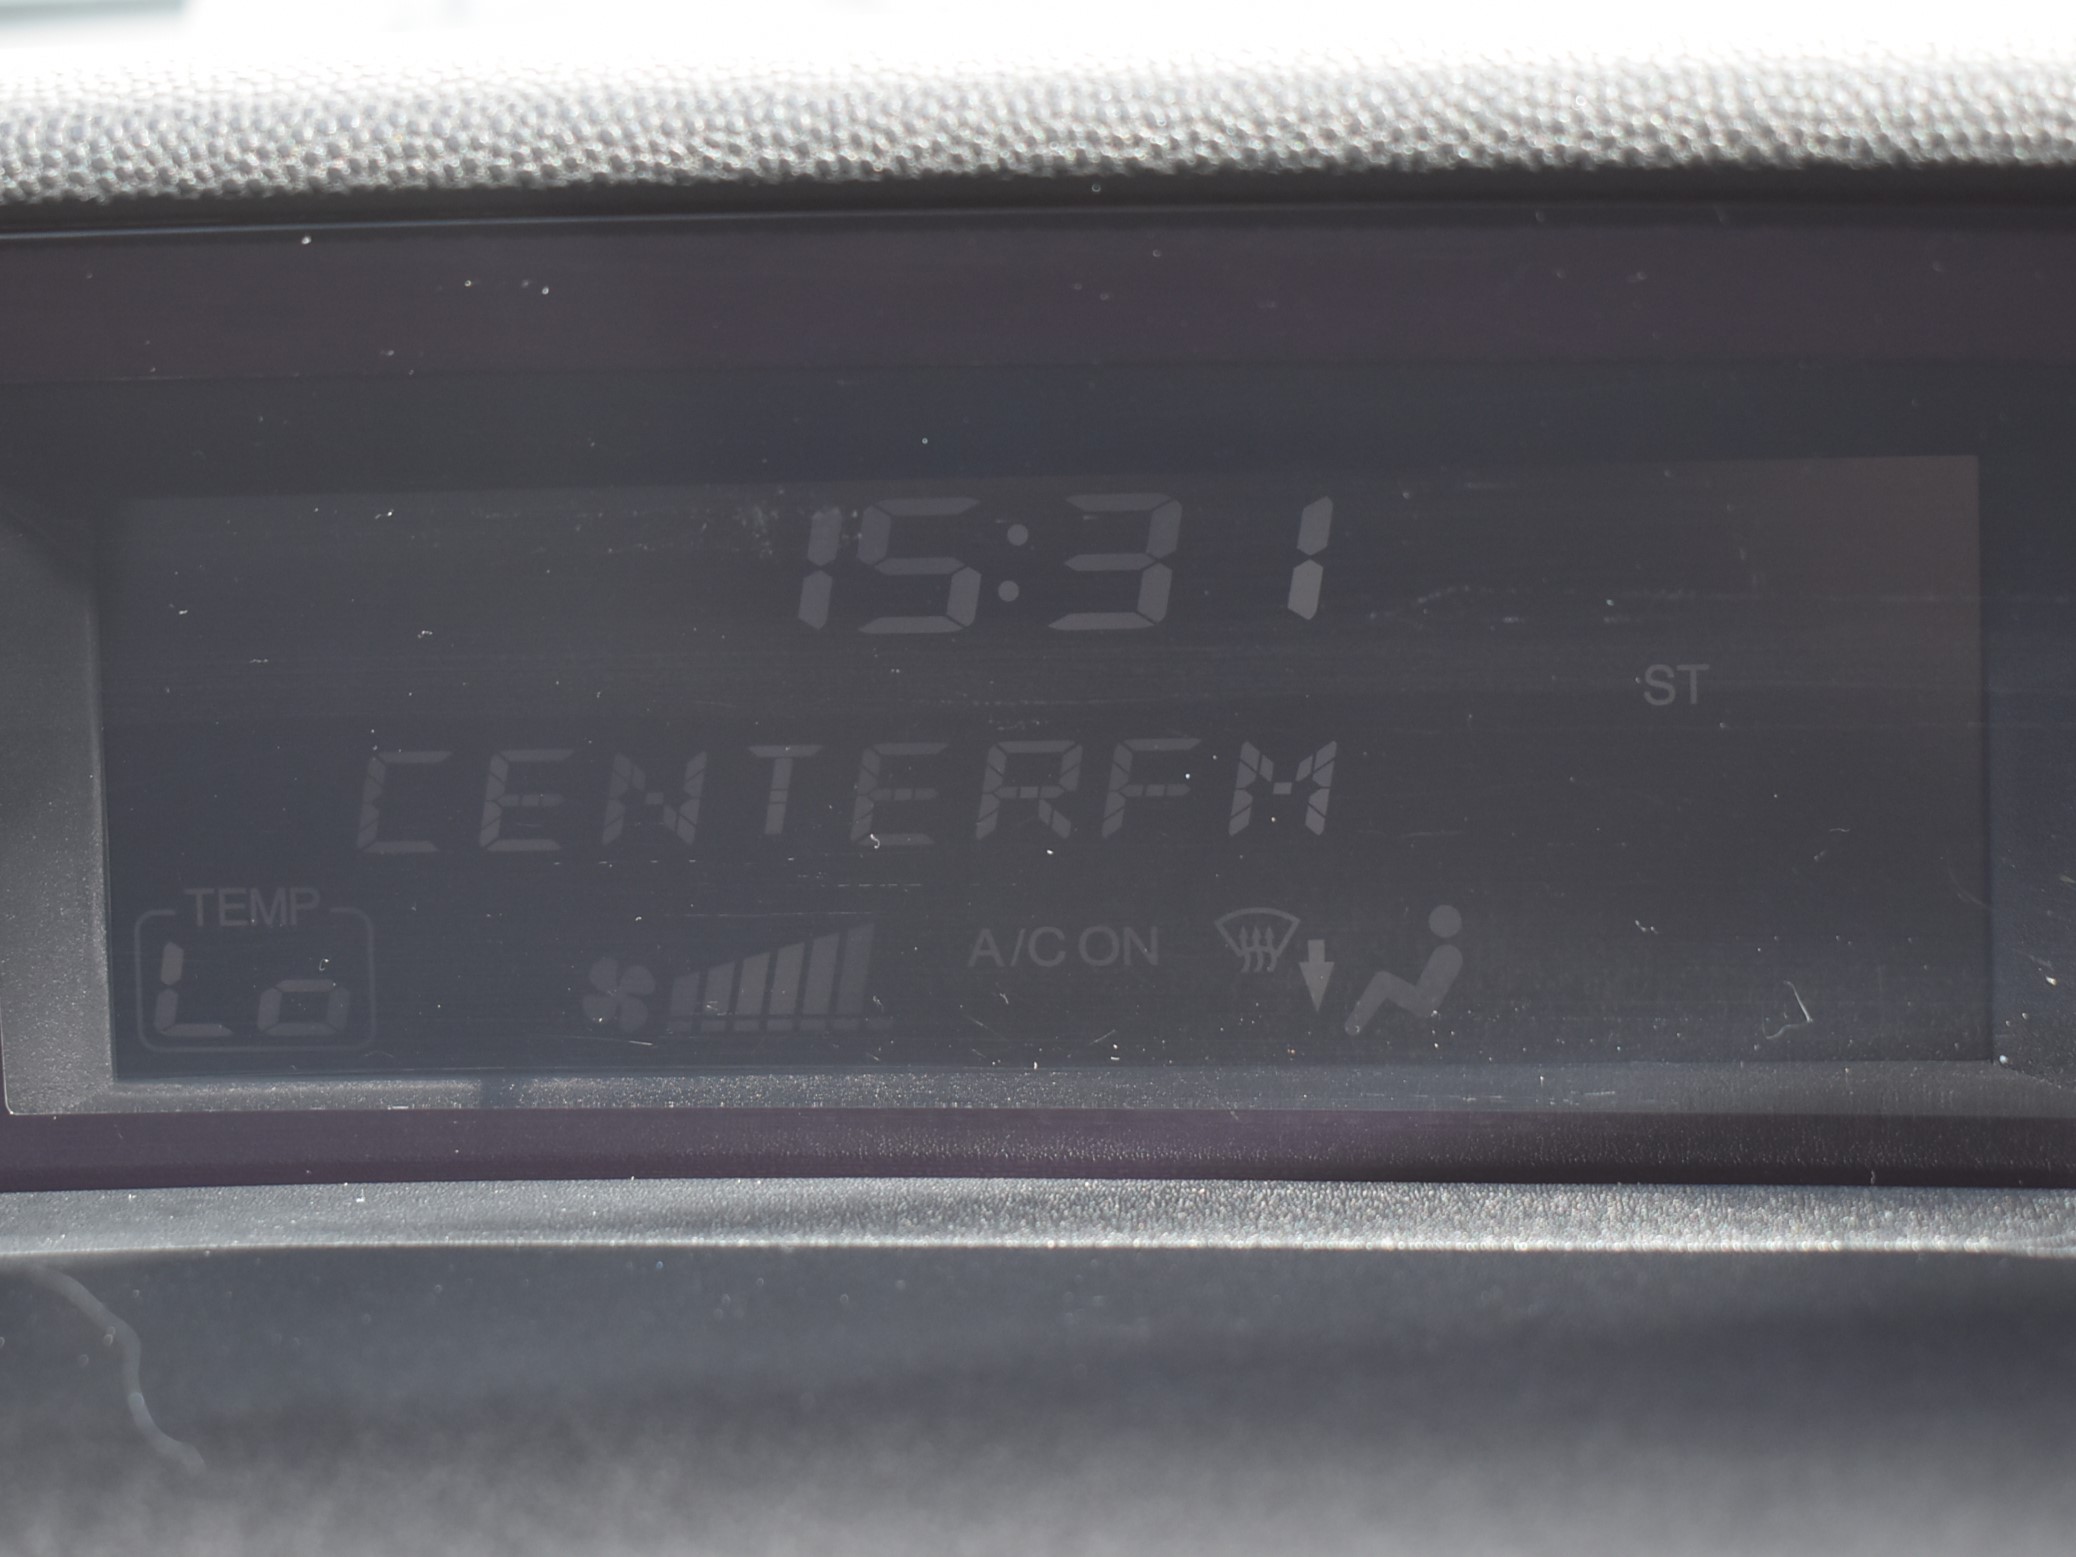 15:31
ST
CENTERFM
TEMP
Lo
A/C ON